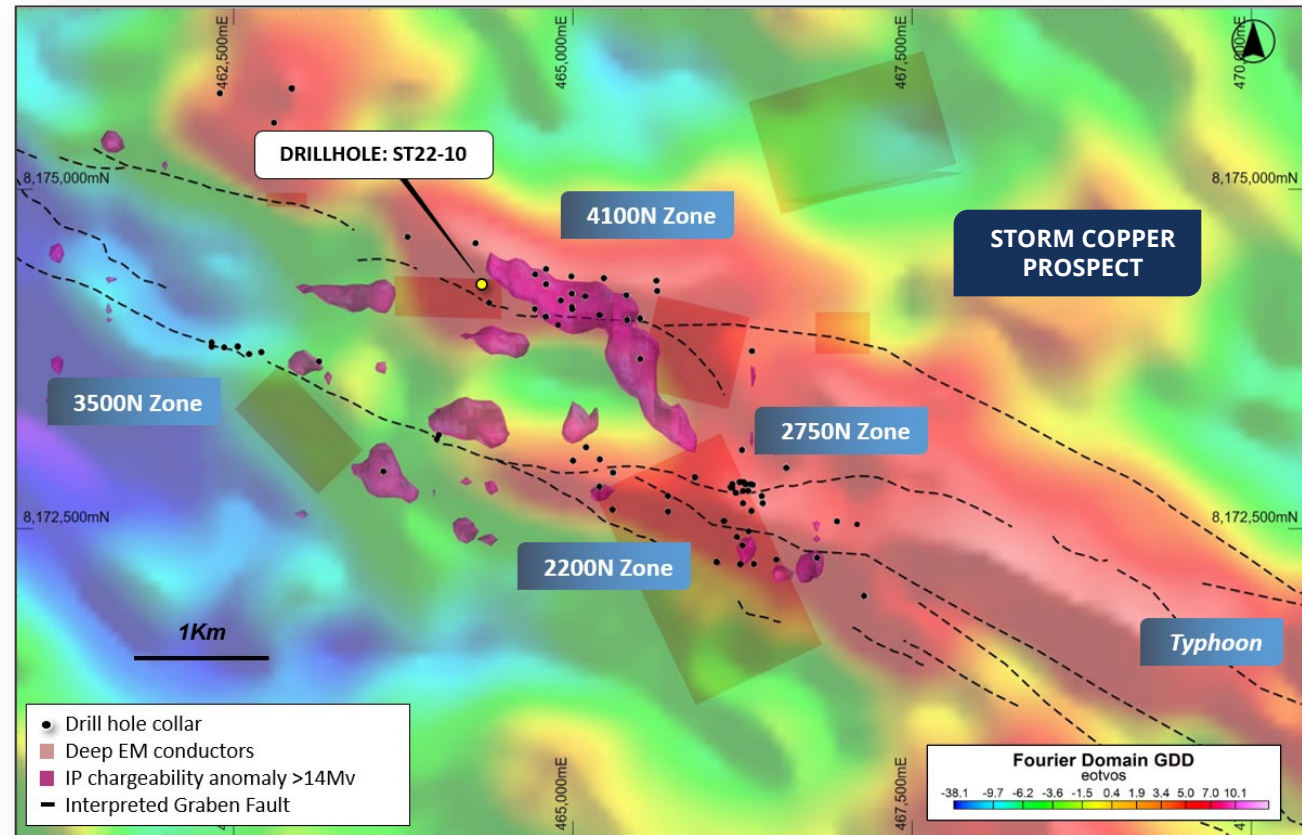 462,500mE
465,000mE
467,500mE
470,000mE
DRILLHOLE: ST22-10
8,175,000mN
8,175,000mN
4100N Zone
STORM COPPER
PROSPECT
3500N Zone
2750N Zone
8,172,500mN
8,172,500mN
2200N Zone
1Km
Typhoon
Drill hole collar
Deep EM conductors
IP chargeability anomaly >14Mv
Interpreted Graben Fault
465,000mE
467,500mE
Fourier Domain GDD
eotvos
-38.1 -9.7 -6.2 -3.6 -1.5 0.4 1.9 3.4 5.0 7.0 10.1